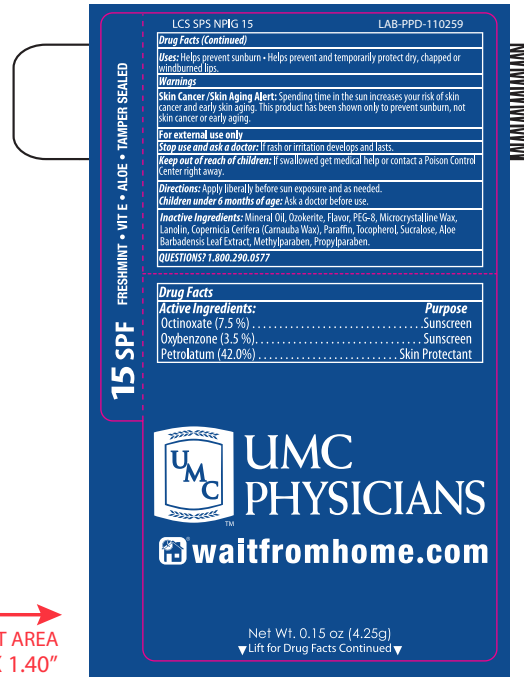 LCS SPS NPIG 15 LAB-PPD-110259
Drug Facts (Continued)
Uses: Helps prevent sunburn • Helps prevent and temporarily protect dry, chapped or
windburned lips.
Warnings
Skin Cancer /Skin Aging Alert: Spending time in the sun increases your risk of skin
cancer and early skin aging. This product has been shown only to prevent sunburn, not
skin cancer or early aging.
For external use only
Stop use and ask a doctor: If rash or irritation develops and lasts.
Keep out of reach of children: If swallowed get medical help or contact a Poison Control
Center right away.
Directions: Apply liberally before sun exposure and as needed.
Children under 6 months of age: Ask a doctor before use.
Inactive Ingredients: Mineral Oil, Ozokerite, Flavor, PEG-8, Microcrystalline Wax,
Lanolin, Copernicia Cerifera (Carnauba Wax), Paraffin, Tocopherol, Sucralose, Aloe
Barbadensis Leaf Extract, Methylparaben, Propylparaben.
QUESTIONS? 1.800.290.0577
15 SPF FRESHMINT • VIT E • ALOE • TAMPER SEALED
Drug Facts
Active Ingredients: Purpose
Octinoxate (7.5 %) ............................... Sunscreen
Oxybenzone (3.5 %) .............................. Sunscreen
Petrolatum (42.0%) .......................... Skin Protectant
UMC
UMC
PHYSICIANS
TM
waitfromhome.com
Net Wt. 0.15 oz (4.25g)
▼Lift for Drug Facts Continued▼
T AREA
X 1.40”